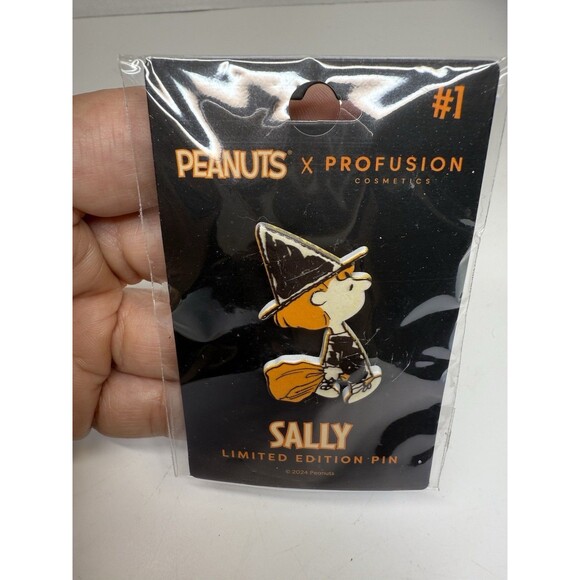 #1
PEANUTS® X PROFUSION
COSMETICS
SALLY
LIMITED EDITION PIN
© 2024 Peanuts